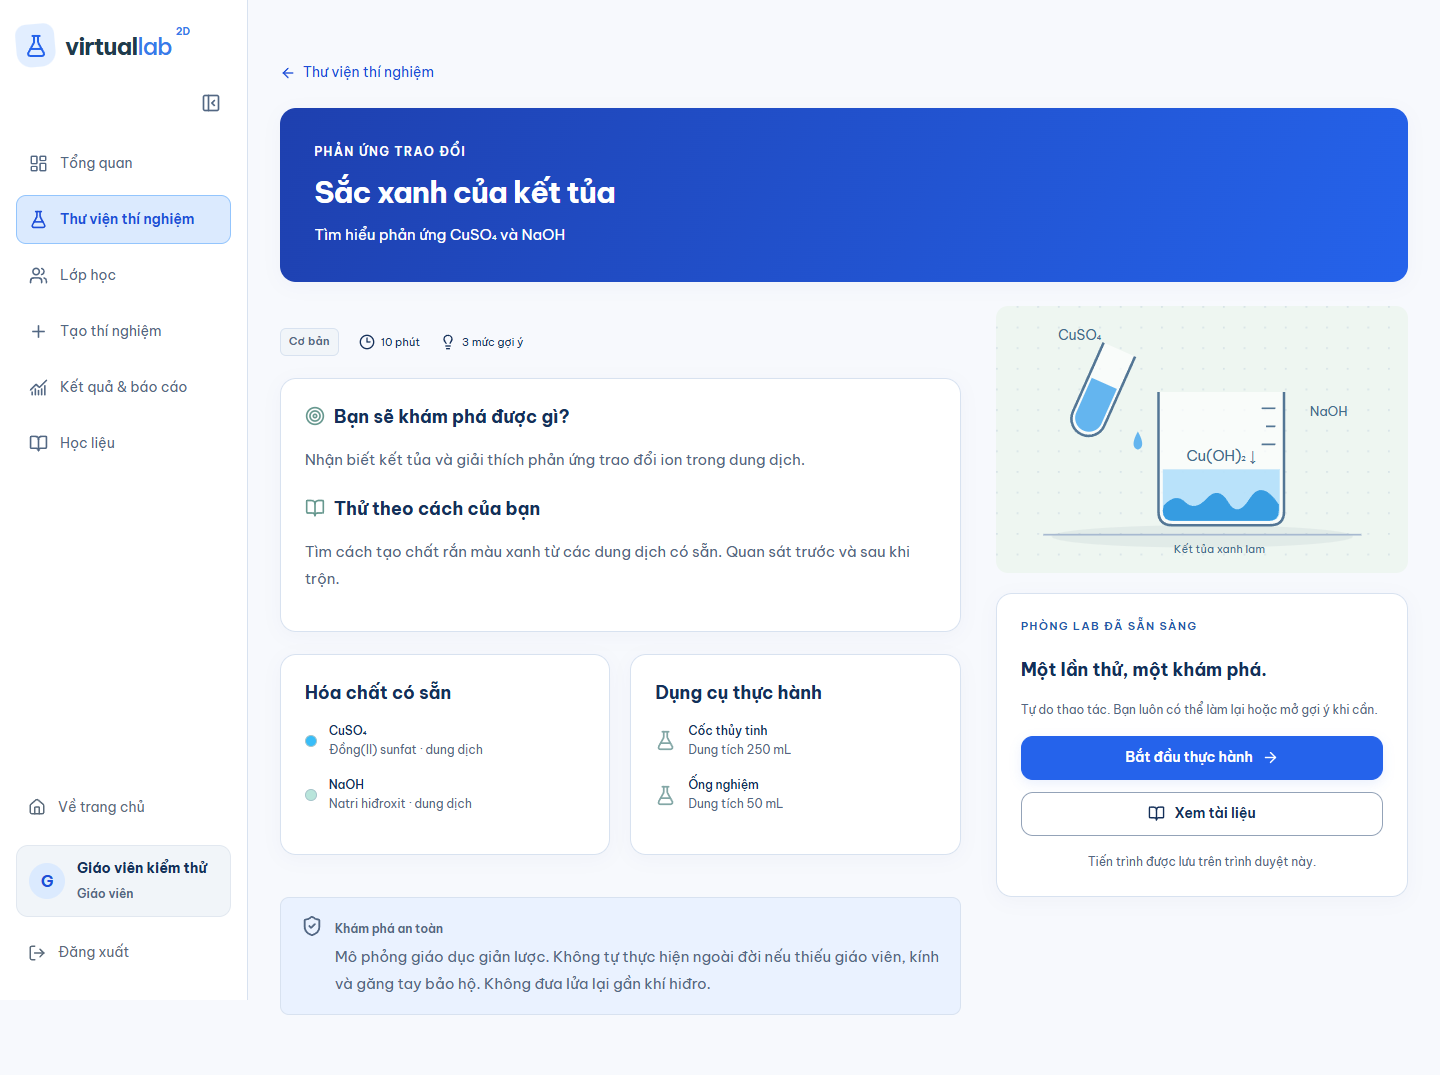 virtuallab 2D
Tổng quan
Thư viện thí nghiệm
Lớp học
Tạo thí nghiệm
Kết quả & báo cáo
Học liệu
Về trang chủ
G
Giáo viên kiểm thử
Giáo viên
Đăng xuất
Thư viện thí nghiệm
PHẢN ỨNG TRAO ĐỔI
Sắc xanh của kết tủa
Tìm hiểu phản ứng CuSO₄ và NaOH
Cơ bản
10 phút
3 mức gợi ý
Bạn sẽ khám phá được gì?
Nhận biết kết tủa và giải thích phản ứng trao đổi ion trong dung dịch.
Thử theo cách của bạn
Tìm cách tạo chất rắn màu xanh từ các dung dịch có sẵn. Quan sát trước và sau khi
trộn.
Hóa chất có sẵn
CuSO₄
Đồng(II) sunfat · dung dịch
NaOH
Natri hiđroxit · dung dịch
Dụng cụ thực hành
Cốc thủy tinh
Dung tích 250 mL
Ống nghiệm
Dung tích 50 mL
Khám phá an toàn
Mô phỏng giáo dục giản lược. Không tự thực hiện ngoài đời nếu thiếu giáo viên, kính
và găng tay bảo hộ. Không đưa lửa lại gần khí hiđro.
CuSO₄
NaOH
Cu(OH)₂↓
Kết tủa xanh lam
PHÒNG LAB ĐÃ SẴN SÀNG
Một lần thử, một khám phá.
Tự do thao tác. Bạn luôn có thể làm lại hoặc mở gợi ý khi cần.
Bắt đầu thực hành
Xem tài liệu
Tiến trình được lưu trên trình duyệt này.